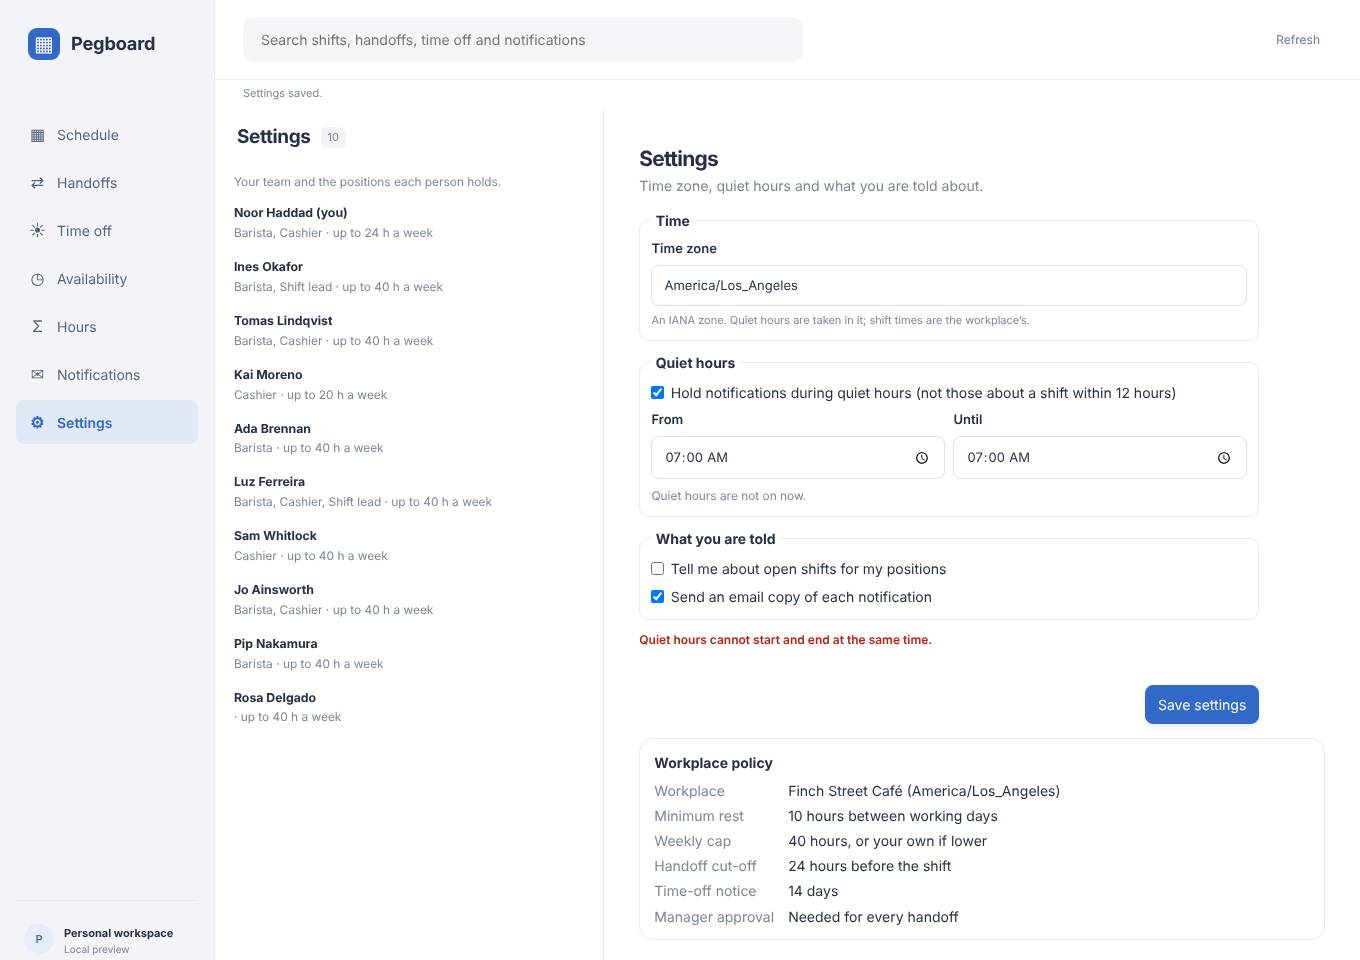 Pegboard
Schedule
Handoffs
Time off
Availability
Hours
Notifications
Settings
Personal workspace
P
Local preview
Search shifts, handoffs, time off and notifications
Refresh
Settings saved.
Settings 10
Your team and the positions each person holds.
Noor Haddad (you)
Barista, Cashier · up to 24 h a week
Ines Okafor
Barista, Shift lead · up to 40 h a week
Tomas Lindqvist
Barista, Cashier · up to 40 h a week
Kai Moreno
Cashier · up to 20 h a week
Ada Brennan
Barista · up to 40 h a week
Luz Ferreira
Barista, Cashier, Shift lead · up to 40 h a week
Sam Whitlock
Cashier · up to 40 h a week
Jo Ainsworth
Barista, Cashier · up to 40 h a week
Pip Nakamura
Barista · up to 40 h a week
Rosa Delgado
· up to 40 h a week
Settings
Time zone, quiet hours and what you are told about.
Time
Time zone
America/Los_Angeles
An IANA zone. Quiet hours are taken in it; shift times are the workplace's.
Quiet hours
Hold notifications during quiet hours (not those about a shift within 12 hours)
From Until
07:00 AM 07:00 AM
Quiet hours are not on now.
What you are told
Tell me about open shifts for my positions
Send an email copy of each notification
Quiet hours cannot start and end at the same time.
Save settings
Workplace policy
Workplace Finch Street Café (America/Los_Angeles)
Minimum rest 10 hours between working days
Weekly cap 40 hours, or your own if lower
Handoff cut-off 24 hours before the shift
Time-off notice 14 days
Manager approval Needed for every handoff